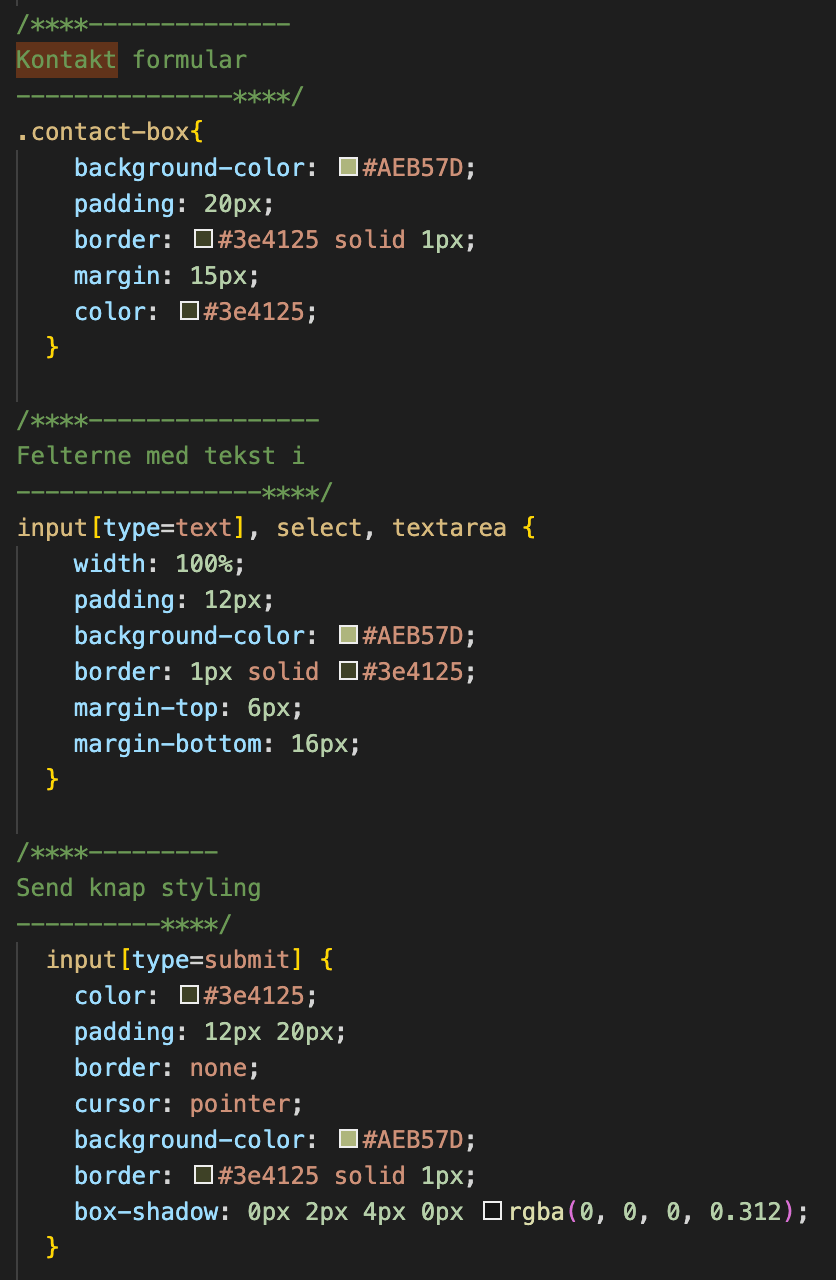 /****--------------
Kontakt formular
---------------****/
.contact-box{
    background-color: #AEB57D;
    padding: 20px;
    border: #3e4125 solid 1px;
    margin: 15px;
    color: #3e4125;
  }
/****----------------
Felterne med tekst i
-----------------****/
input[type=text], select, textarea {
    width: 100%;
    padding: 12px;
    background-color: #AEB57D;
    border: 1px solid #3e4125;
    margin-top: 6px;
    margin-bottom: 16px;
  }
/****---------
Send knap styling
----------****/
  input[type=submit] {
    color: #3e4125;
    padding: 12px 20px;
    border: none;
    cursor: pointer;
    background-color: #AEB57D;
    border: #3e4125 solid 1px;
    box-shadow: 0px 2px 4px 0px rgba(0, 0, 0, 0.312);
  }